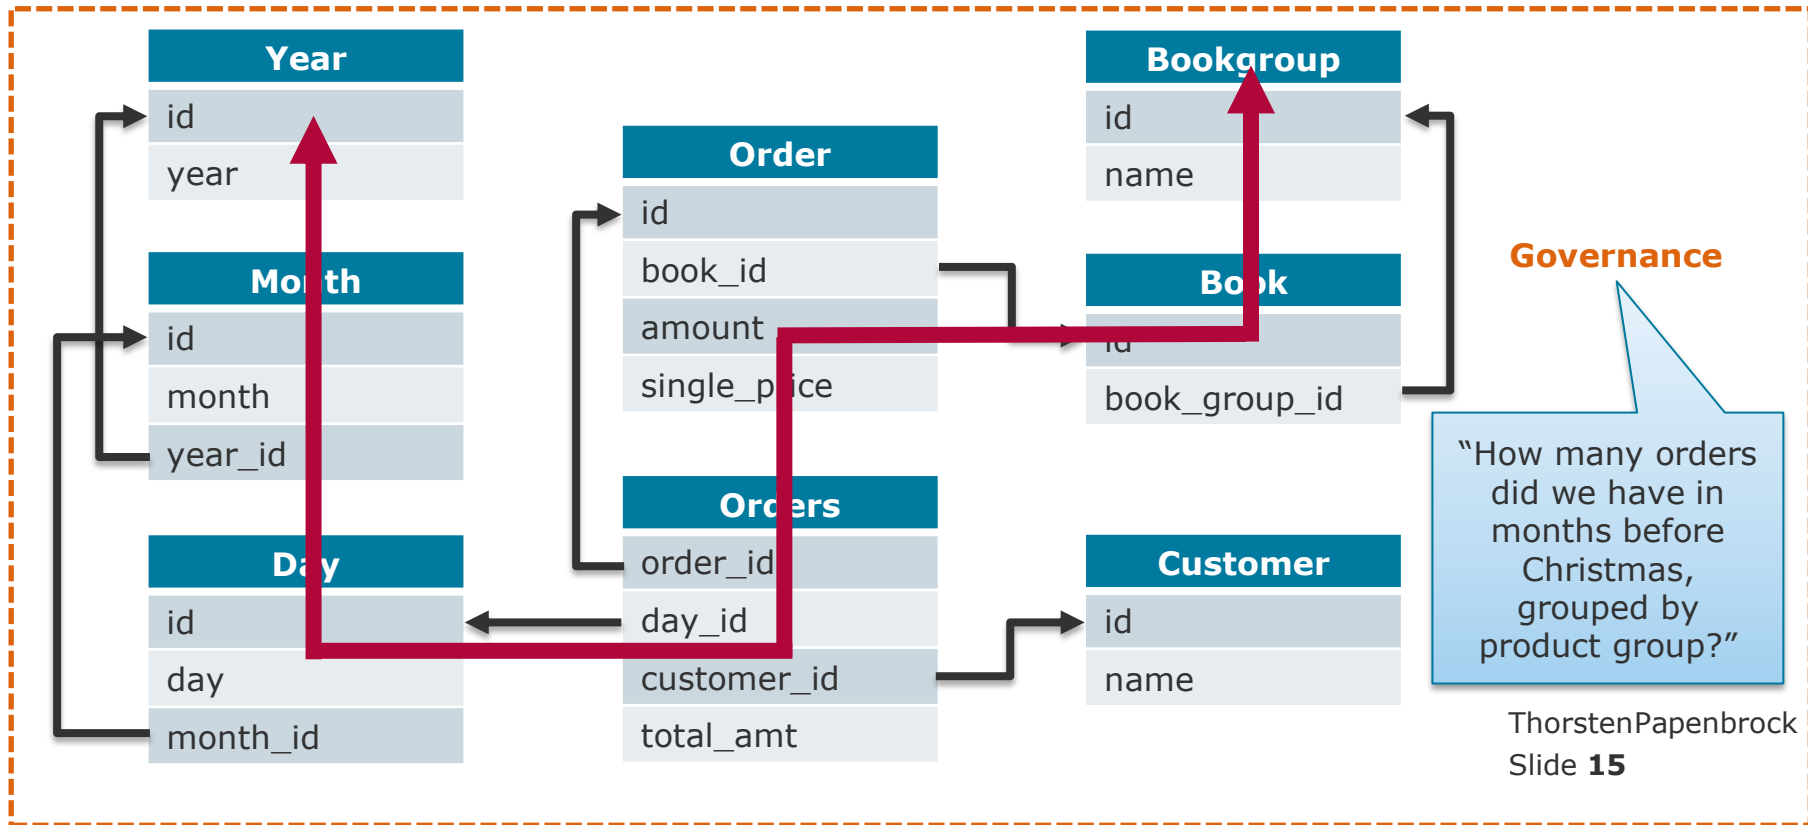 Year
id
year
Month
id
month
year_id
Day
id
day
month_id
Order
id
book_id
amount
single_price
Orders
order_id
day_id
customer_id
total_amt
Bookgroup
id
name
Book
id
book_group_id
Customer
id
name
Governance
“How many orders
did we have in
months before
Christmas,
grouped by
product group?”
ThorstenPapenbrock
Slide 15